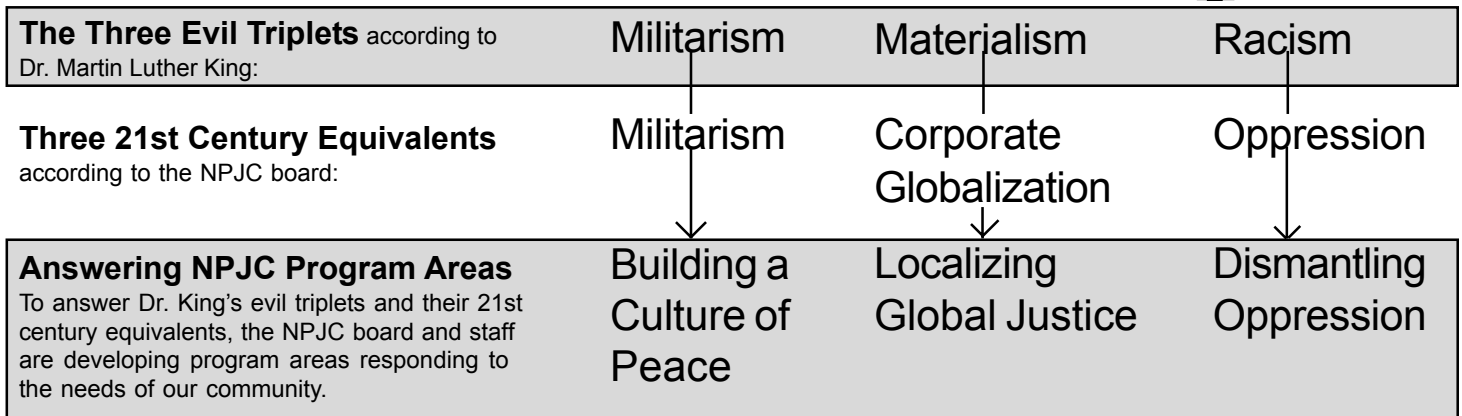 The Three Evil Triplets according to
Dr. Martin Luther King:
Militarism
Materialism
Racism
Three 21st Century Equivalents
according to the NPJC board:
Militarism
Corporate
Globalization
Oppression
Answering NPJC Program Areas
To answer Dr. King's evil triplets and their 21st
century equivalents, the NPJC board and staff
are developing program areas responding to
the needs of our community.
Building a
Culture of
Peace
Localizing
Global Justice
Dismantling
Oppression